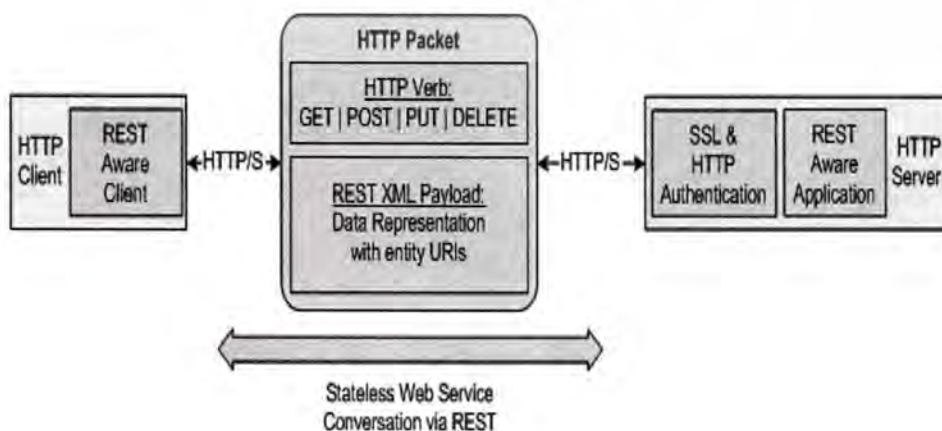 HTTP Packet
HTTP Verb:
GET | POST | PUT | DELETE
HTTP
Client
REST
Aware
Client
HTTP/S
REST XML Payload:
Data Representation
with entity URIs
HTTP/S
SSL &
HTTP
Authentication
REST
Aware
Application
HTTP
Server
Stateless Web Service
Conversation via REST